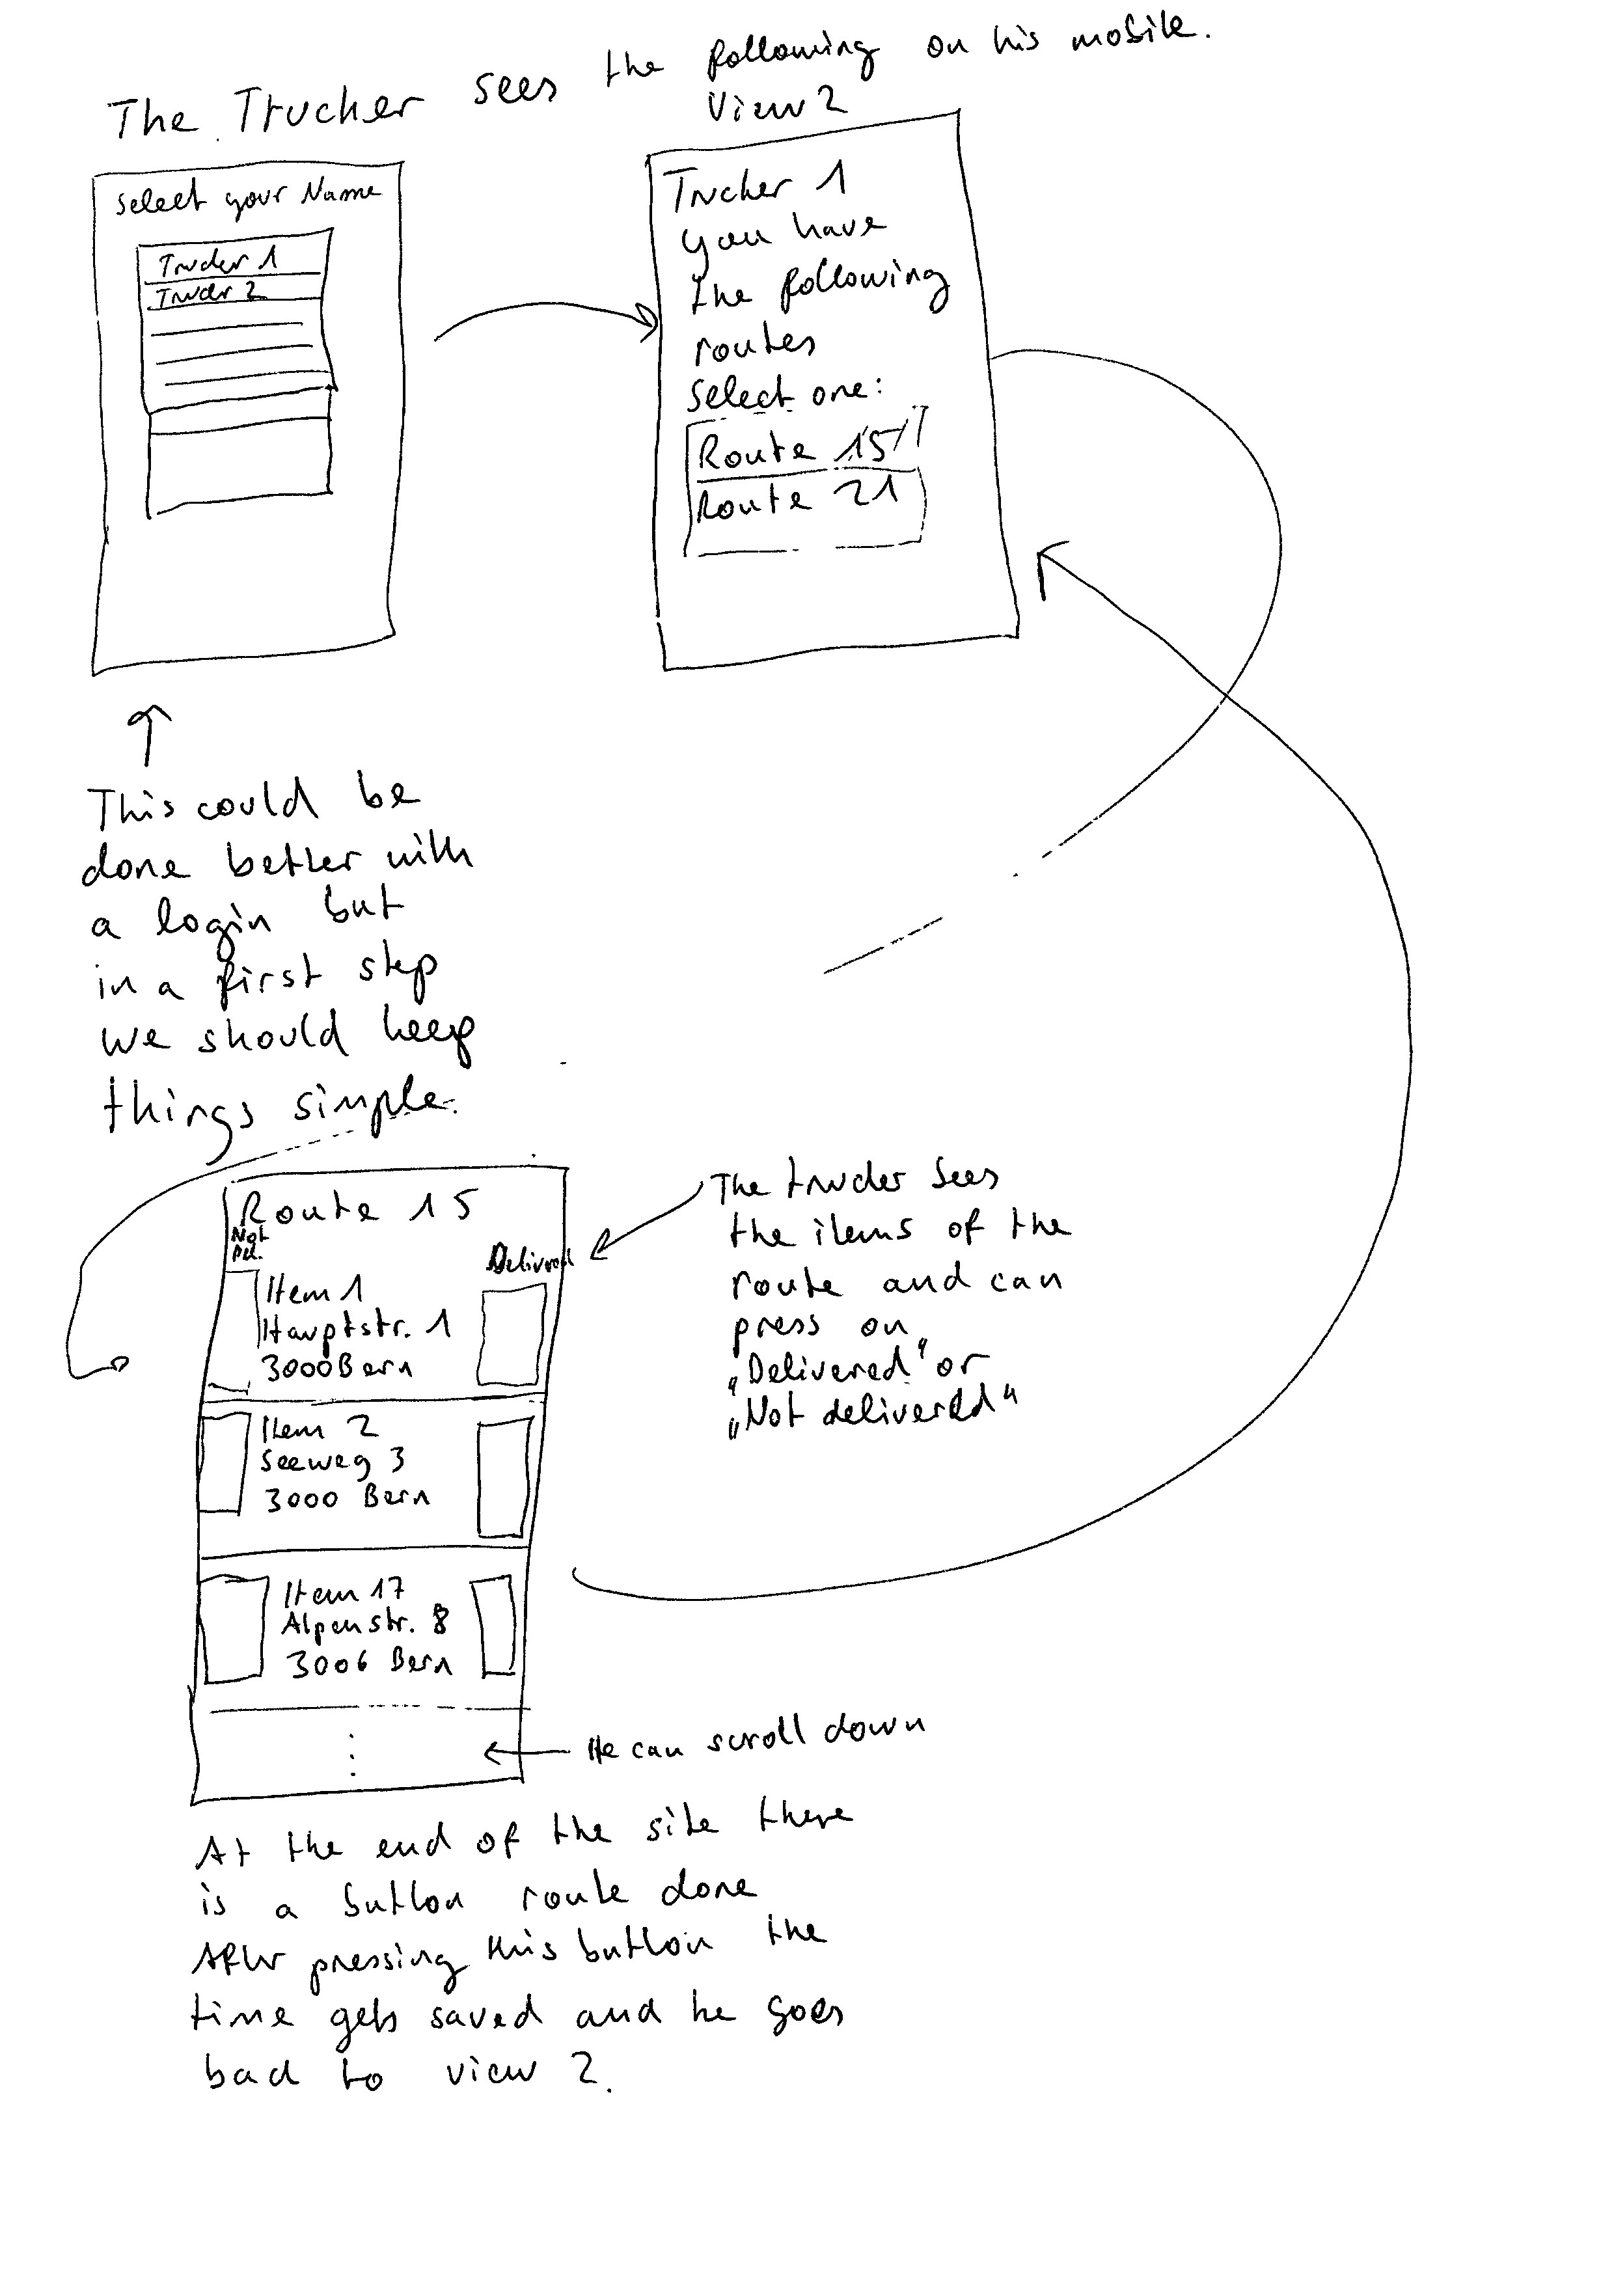 The Trucker sees the following on his mobile.
View 2
Select your Name
Trucker 1
Trucker 2
Trucker 1
you have
the following
routes
Select one:
Route 15
Route 21
This could be
done better with
a login but
in a first step
we should keep
things simple.
Route 15
Not
Del.
Delivered
Item 1
Hauptstr. 1
3000 Bern
Item 2
Seeweg 3
3000 Bern
Item 17
Alpenstr. 8
3006 Bern
The trucker sees
the items of the
route and can
press on
„Delivered" or
„Not delivered"
He can scroll down
At the end of the site there
is a button route done
After pressing this button the
time gets saved and he goes
back to view 2.